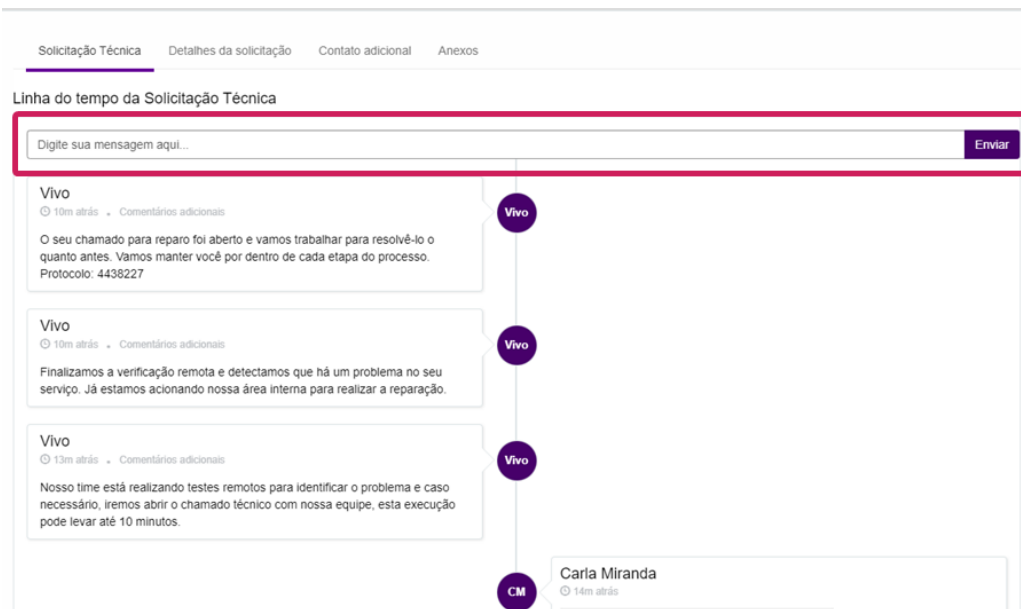 Solicitação Técnica Detalhes da solicitação Contato adicional Anexos
Linha do tempo da Solicitação Técnica
Digite sua mensagem aqui... Enviar
Vivo
10m atrás • Comentários adicionais
Vivo
O seu chamado para reparo foi aberto e vamos trabalhar para resolvê-lo o
quanto antes. Vamos manter você por dentro de cada etapa do processo.
Protocolo: 4438227
Vivo
10m atrás • Comentários adicionais
Vivo
Finalizamos a verificação remota e detectamos que há um problema no seu
serviço. Já estamos acionando nossa área interna para realizar a reparação.
Vivo
13m atrás • Comentários adicionais
Vivo
Nosso time está realizando testes remotos para identificar o problema e caso
necessário, iremos abrir o chamado técnico com nossa equipe, esta execução
pode levar até 10 minutos.
Carla Miranda
CM
14m atrás